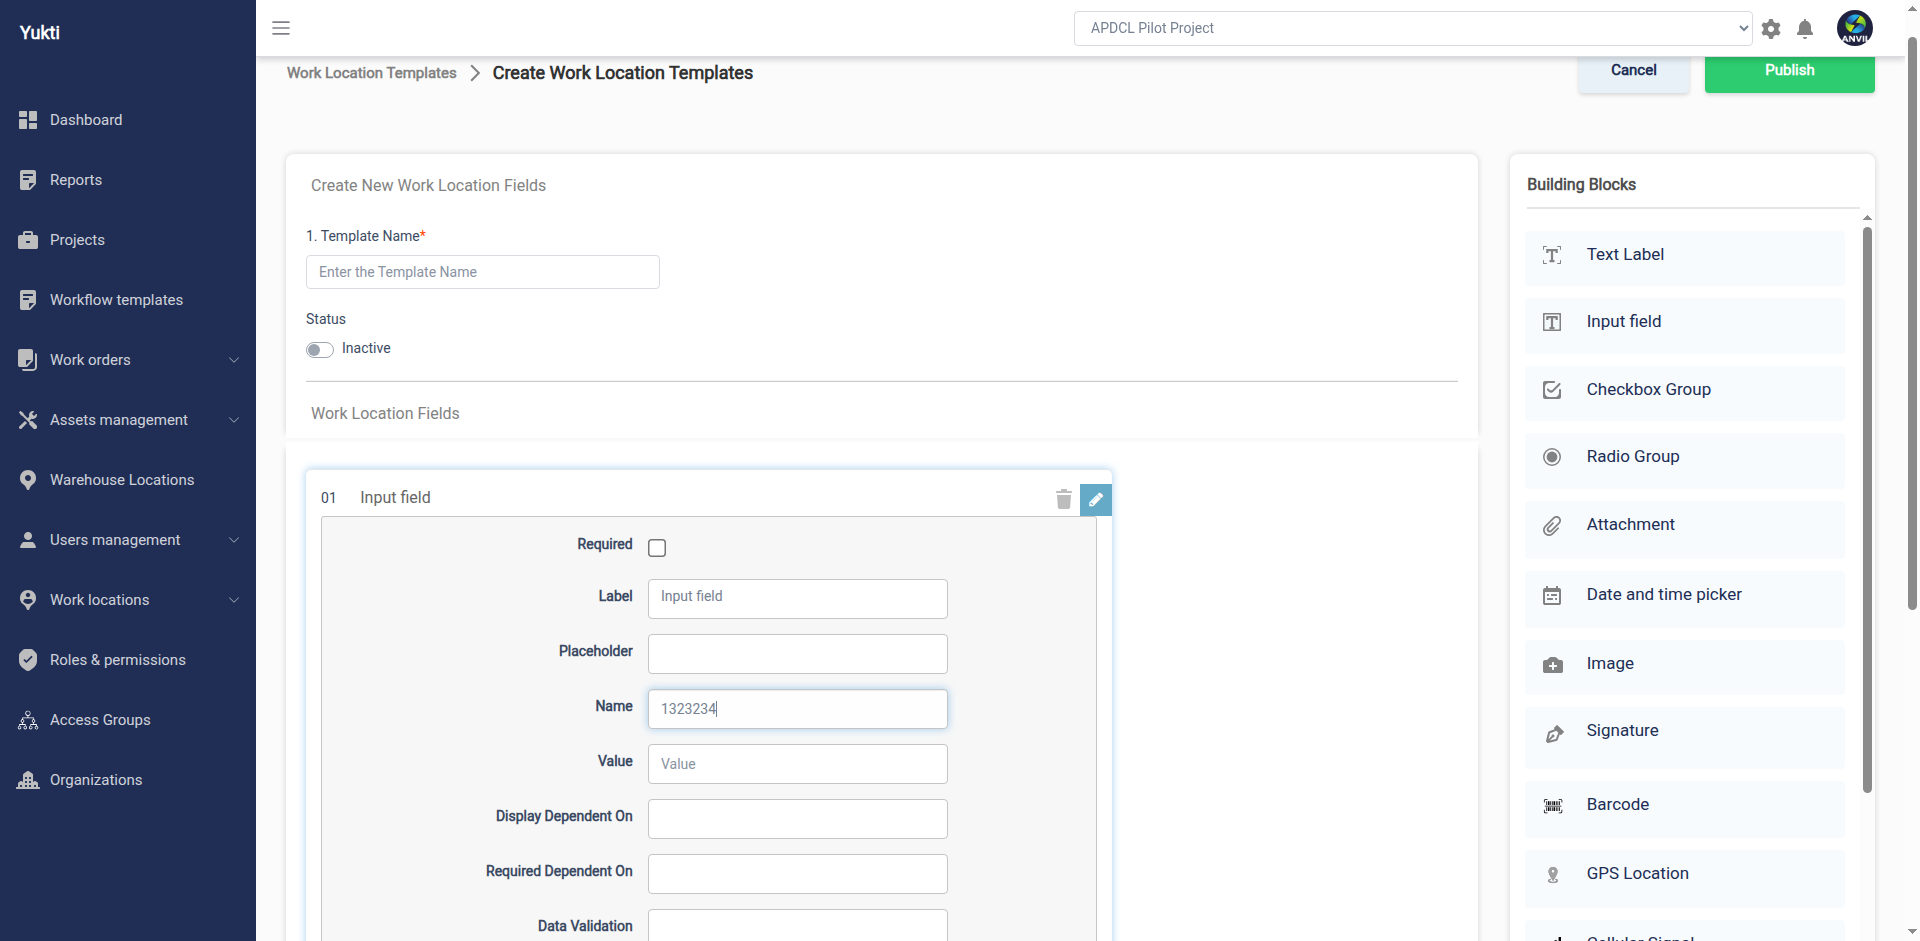 Yukti
Dashboard
Reports
Projects
Workflow templates
Work orders
Assets management
Warehouse Locations
Users management
Work locations
Roles & permissions
Access Groups
Organizations
APDCL Pilot Project
ANVIL
Work Location Templates
Create Work Location Templates
Cancel
Publish
Create New Work Location Fields
1. Template Name*
Enter the Template Name
Status
Inactive
Work Location Fields
01 Input field
Required
Label Input field
Placeholder
Name 1323234
Value Value
Display Dependent On
Required Dependent On
Data Validation
Building Blocks
Text Label
Input field
Checkbox Group
Radio Group
Attachment
Date and time picker
Image
Signature
Barcode
GPS Location
Cellular Signal